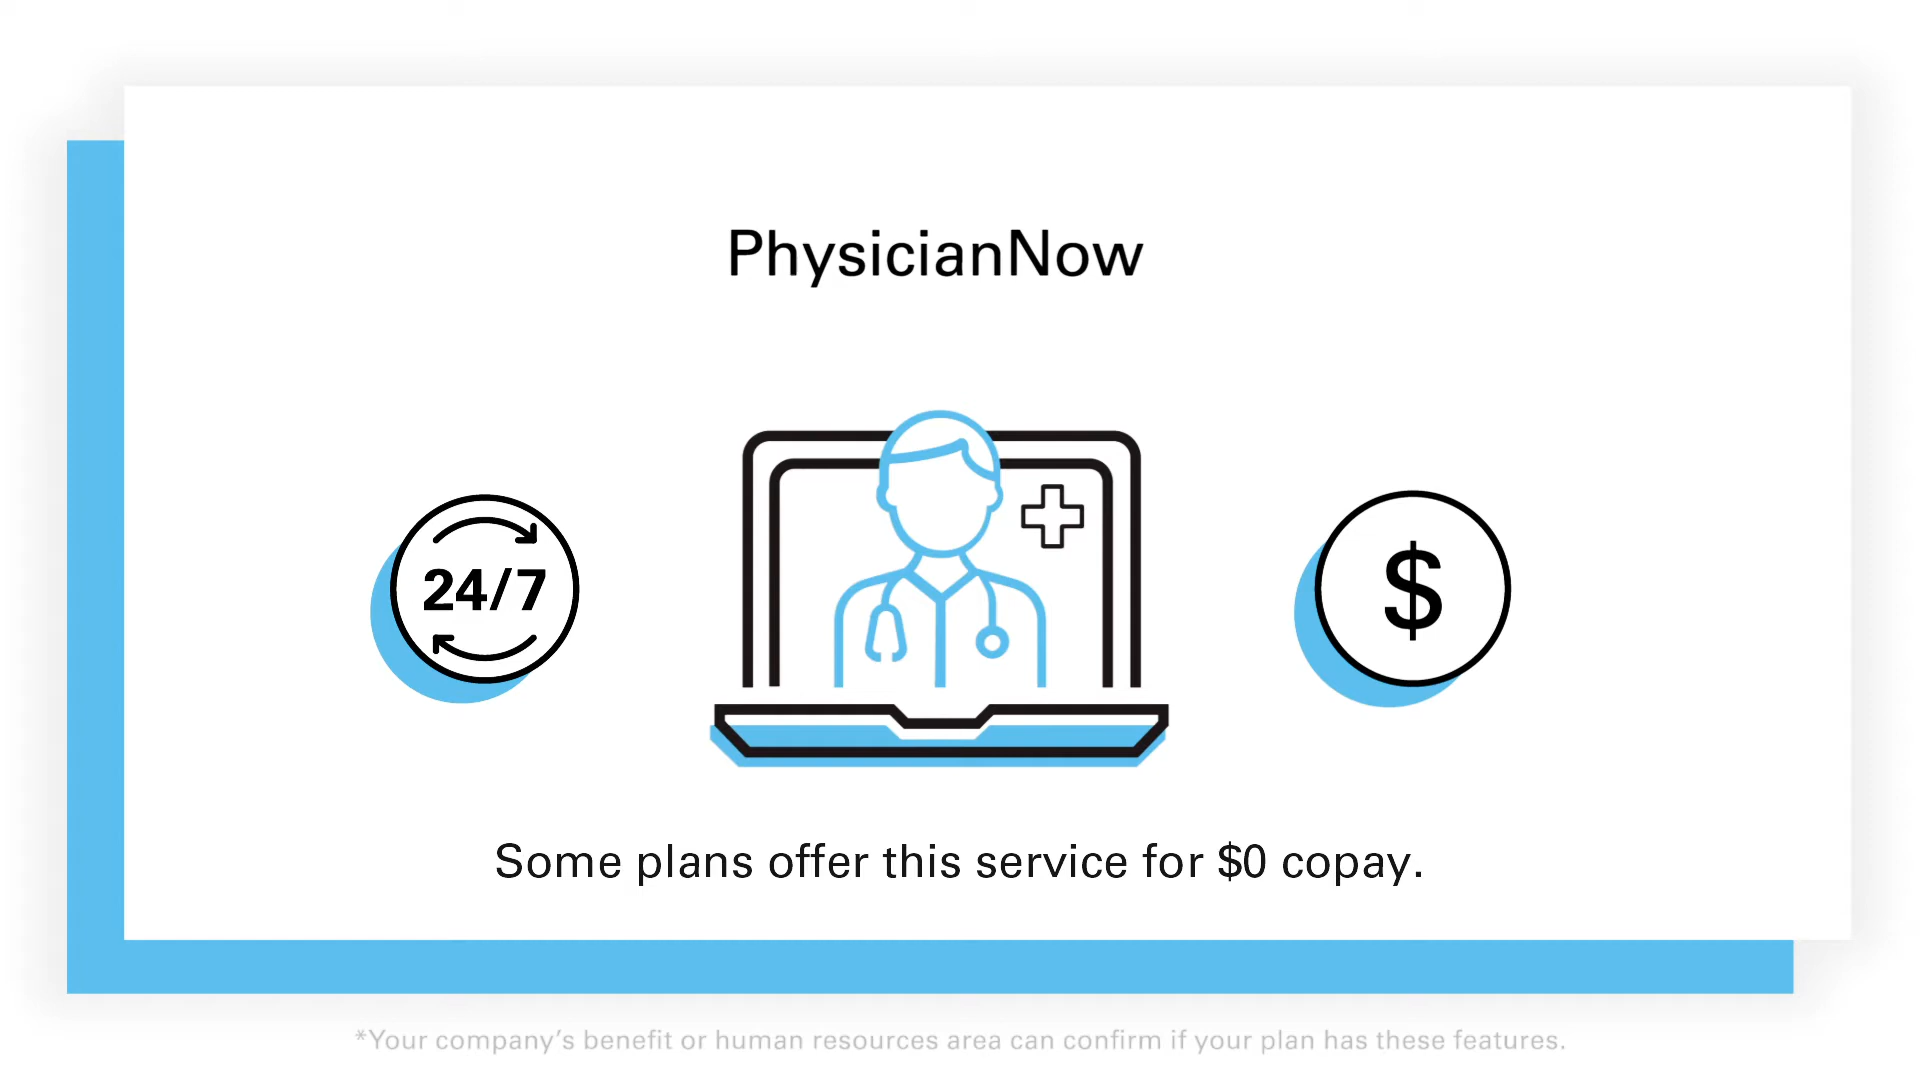 PhysicianNow
24/7
$
Some plans offer this service for $0 copay.
*Your company’s benefit or human resources area can confirm if your plan has these features.